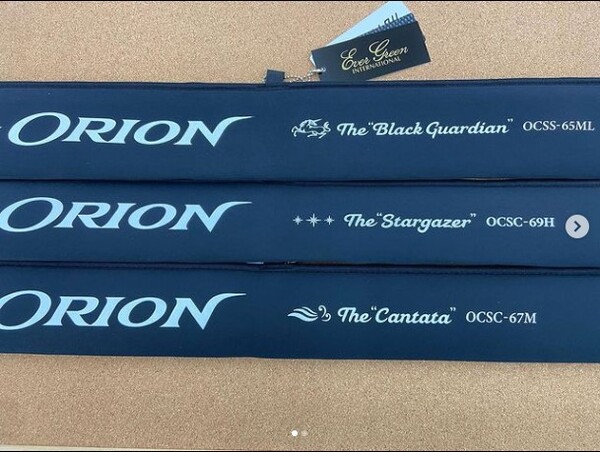 Ever Green
INTERNATIONAL
ORION The "Black Guardian" OCSS-65ML
ORION The "Stargazer" OCSC-69H
ORION The "Cantata" OCSC-67M